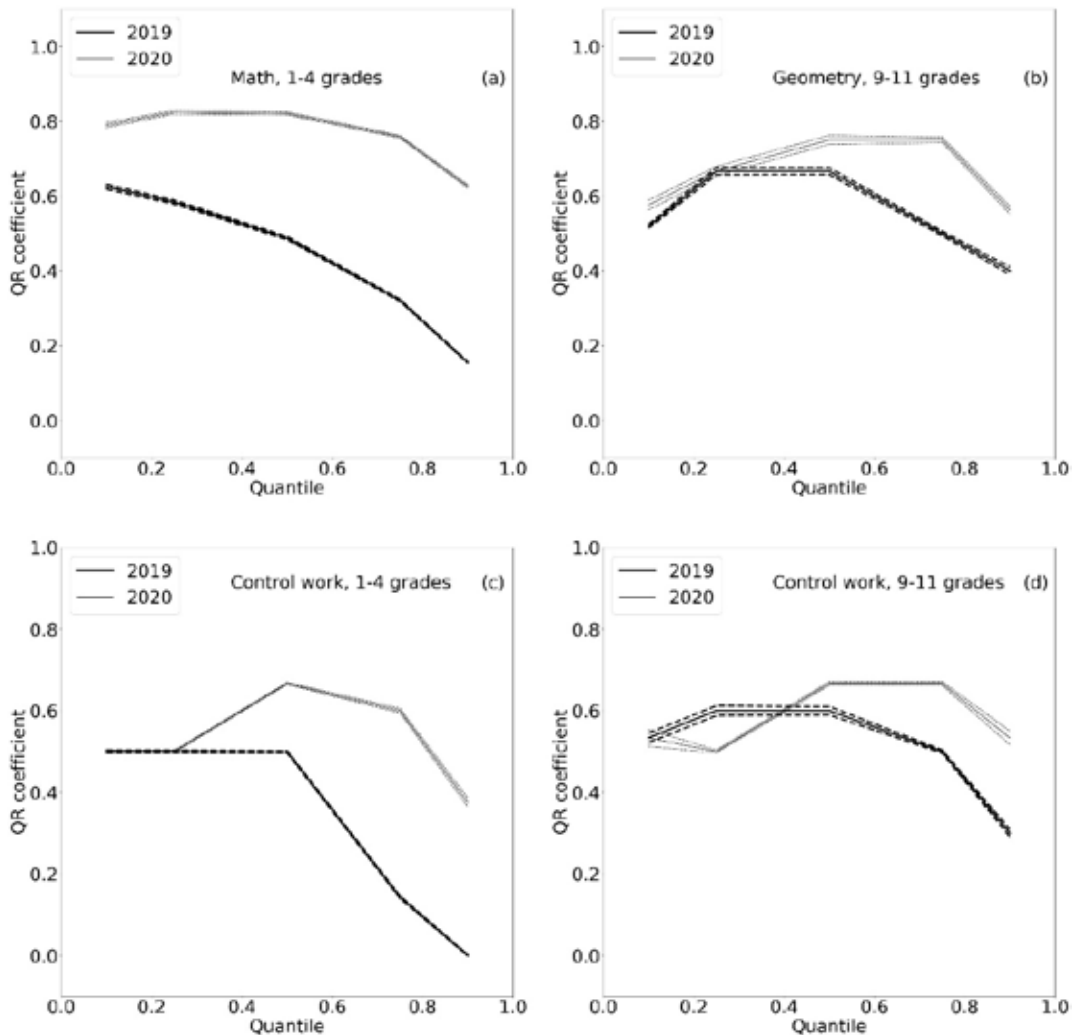 2019
2020
Math, 1-4 grades (a)
1.0
0.8
0.6
0.4
0.2
0.0
QR coefficient
0.0 0.2 0.4 0.6 0.8 1.0
Quantile
2019
2020
Geometry, 9-11 grades (b)
1.0
0.8
0.6
0.4
0.2
0.0
QR coefficient
0.0 0.2 0.4 0.6 0.8 1.0
Quantile
2019
2020
Control work, 1-4 grades (c)
1.0
0.8
0.6
0.4
0.2
0.0
QR coefficient
0.0 0.2 0.4 0.6 0.8 1.0
Quantile
2019
2020
Control work, 9-11 grades (d)
1.0
0.8
0.6
0.4
0.2
0.0
QR coefficient
0.0 0.2 0.4 0.6 0.8 1.0
Quantile